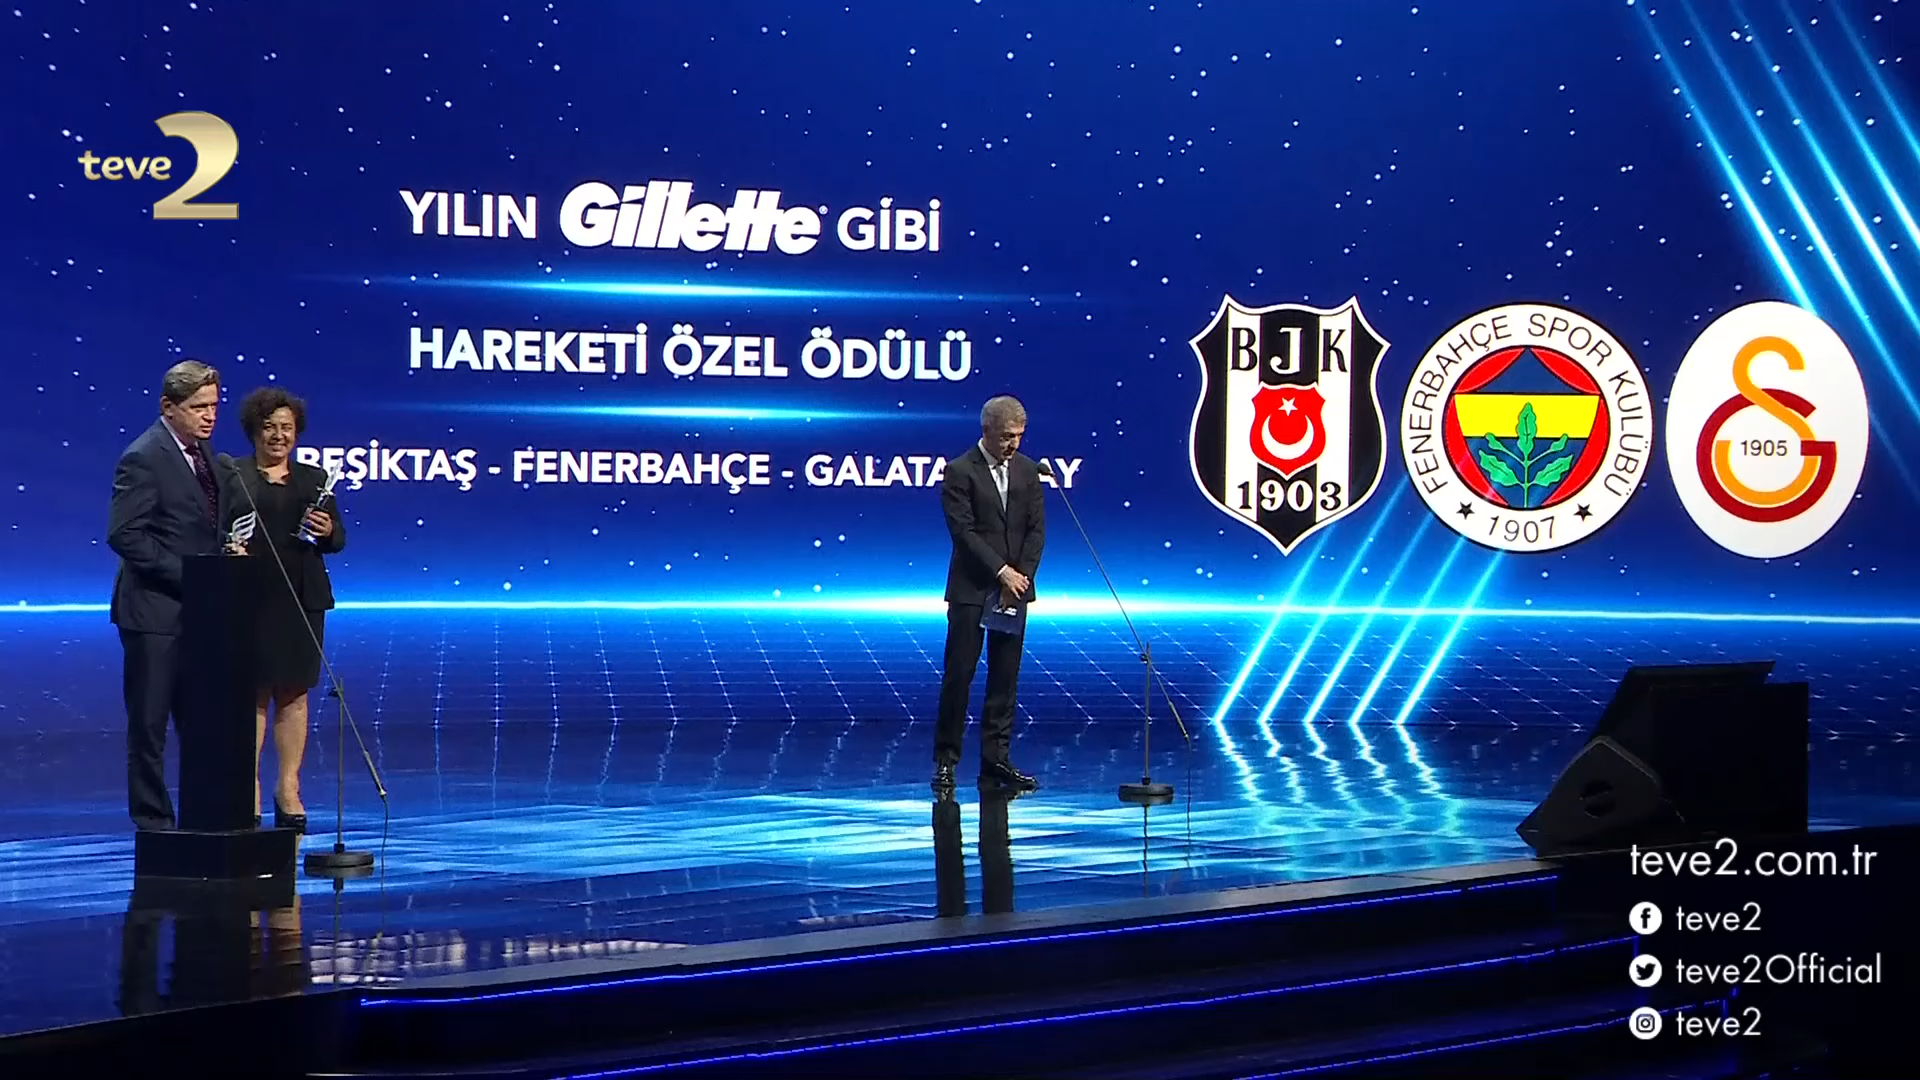 teve2
YILIN Gillette GİBİ
HAREKETİ ÖZEL ÖDÜLÜ
BEŞİKTAŞ - FENERBAHÇE - GALATA AY
BJK
1903
FENERBAHÇE SPOR KULÜBÜ
1907
1905
teve2.com.tr
teve2
teve2Official
teve2